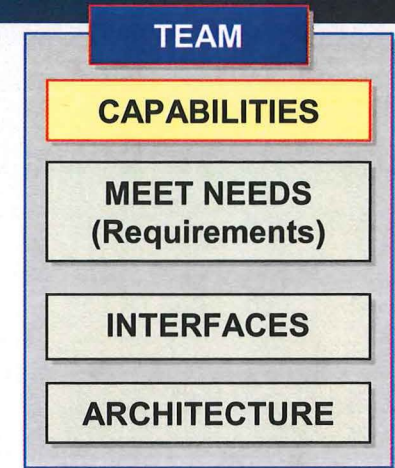 TEAM
CAPABILITIES
MEET NEEDS
(Requirements)
INTERFACES
ARCHITECTURE